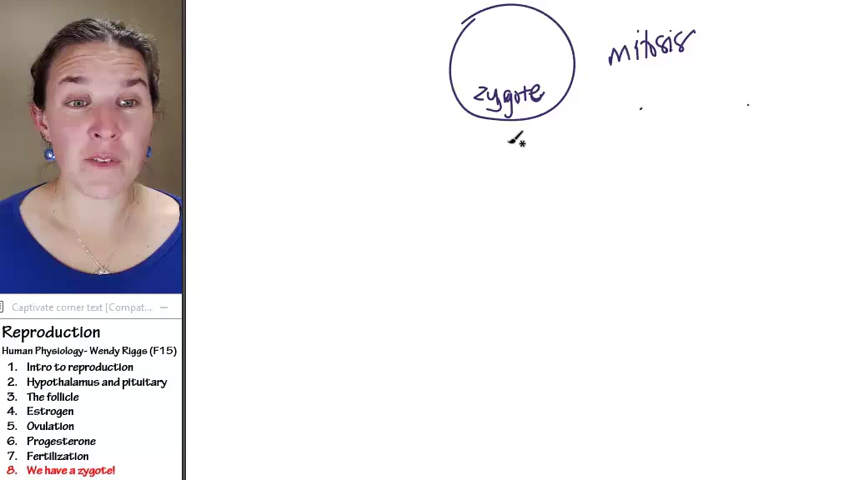 mitosis
zygote
Captivate corner text [Compat...
Reproduction
Human Physiology- Wendy Riggs (F15)
1. Intro to reproduction
2. Hypothalamus and pituitary
3. The follicle
4. Estrogen
5. Ovulation
6. Progesterone
7. Fertilization
8. We have a zygote!